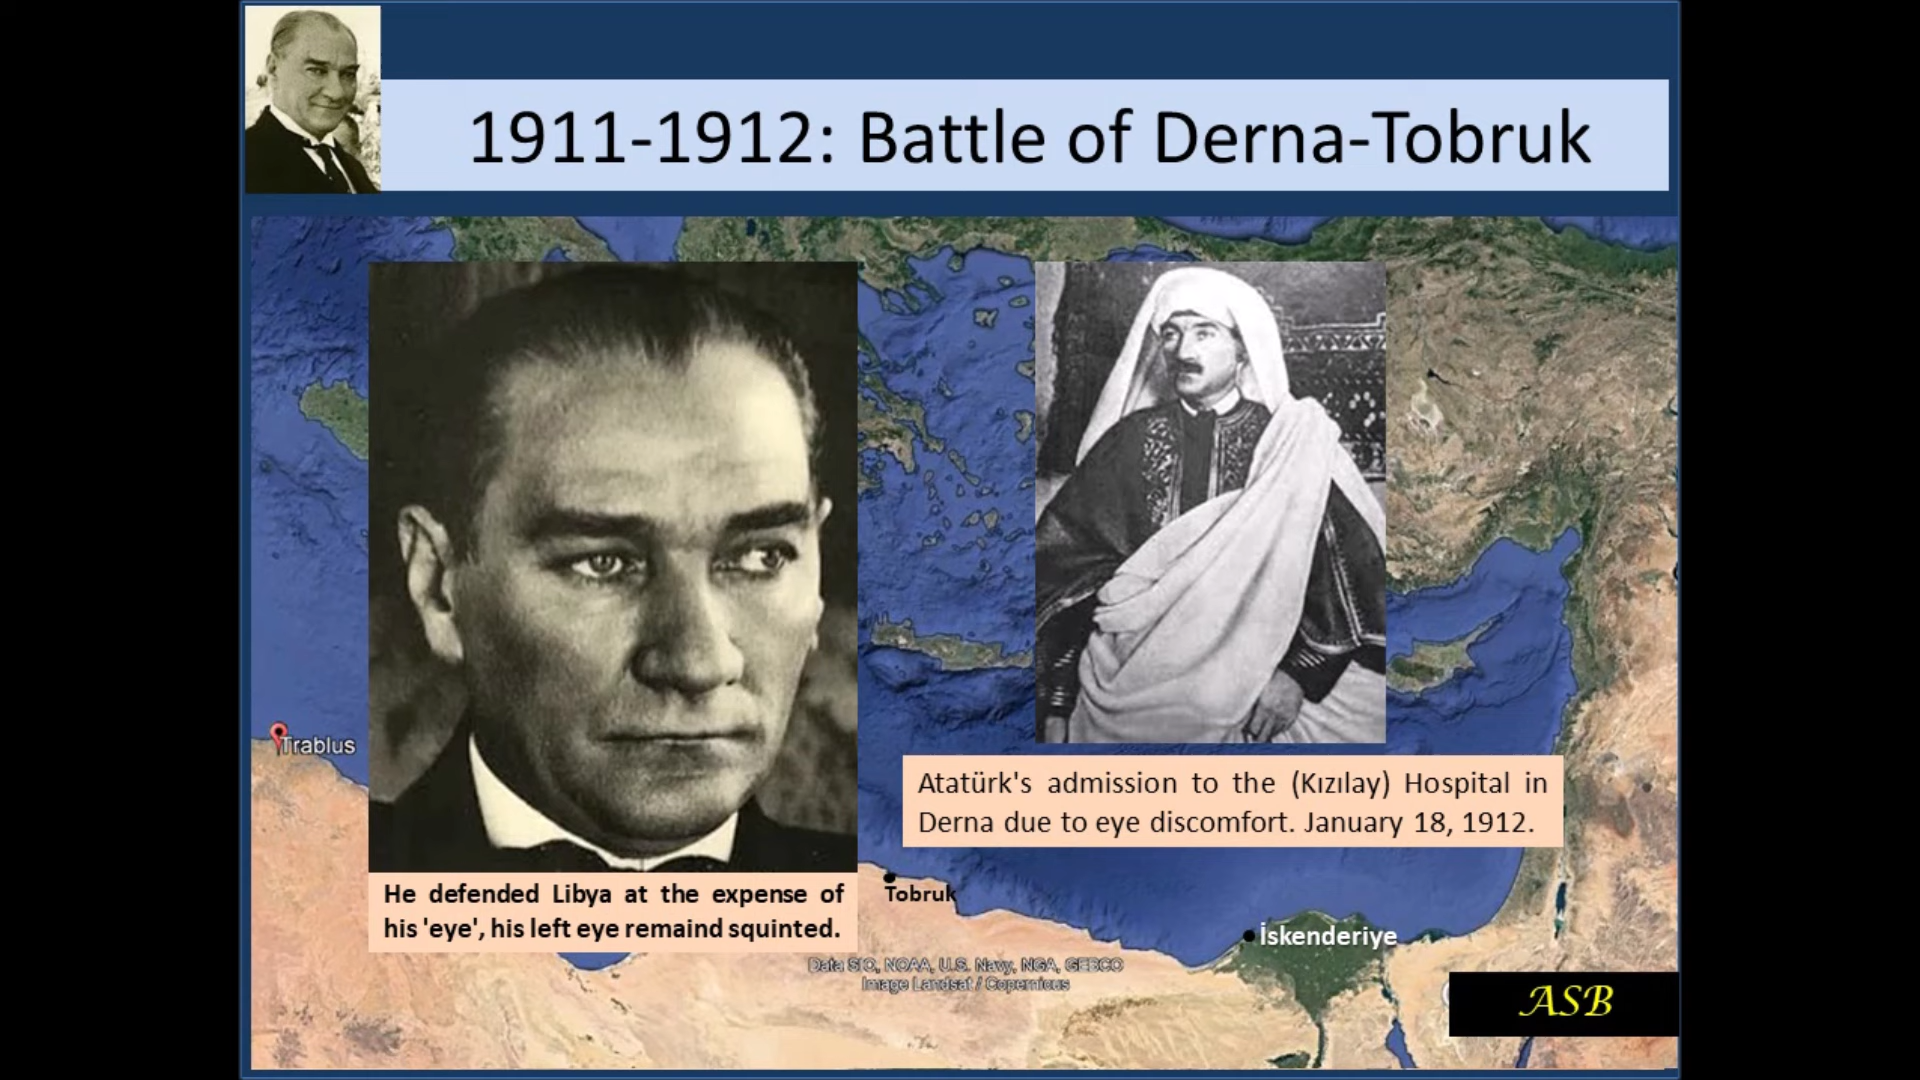 1911-1912: Battle of Derna-Tobruk
Trablus
Atatürk's admission to the (Kızılay) Hospital in
Derna due to eye discomfort. January 18, 1912.
He defended Libya at the expense of
his 'eye', his left eye remaind squinted.
Tobruk
İskenderiye
Data SIO, NOAA, U.S. Navy, NGA, GEBCO
Image Landsat / Copernicus
ASB